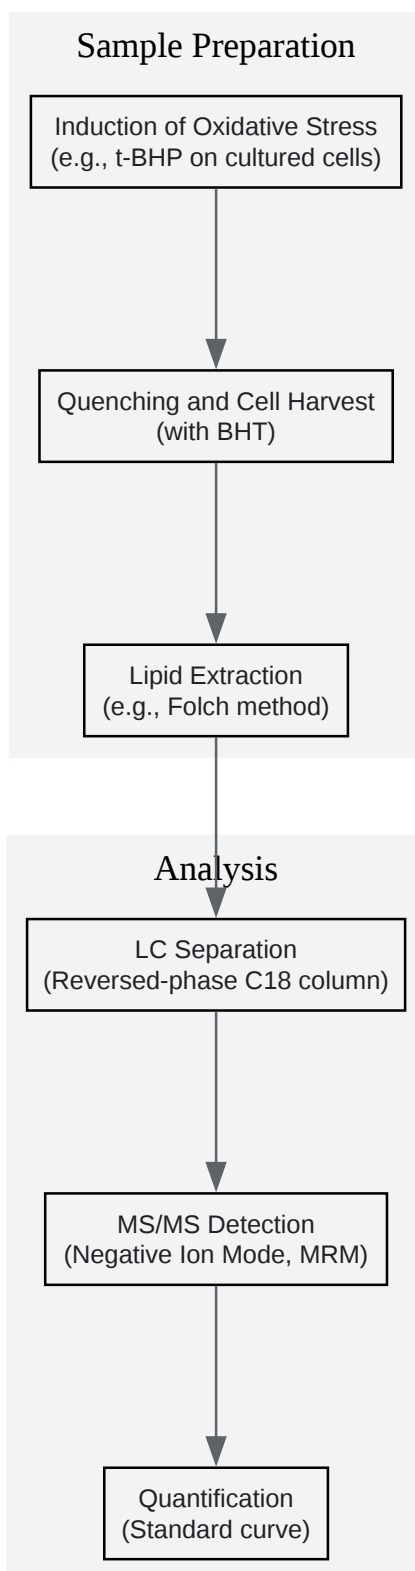 Sample Preparation
Induction of Oxidative Stress
(e.g., t-BHP on cultured cells)
Quenching and Cell Harvest
(with BHT)
Lipid Extraction
(e.g., Folch method)
Analysis
LC Separation
(Reversed-phase C18 column)
MS/MS Detection
(Negative Ion Mode, MRM)
Quantification
(Standard curve)